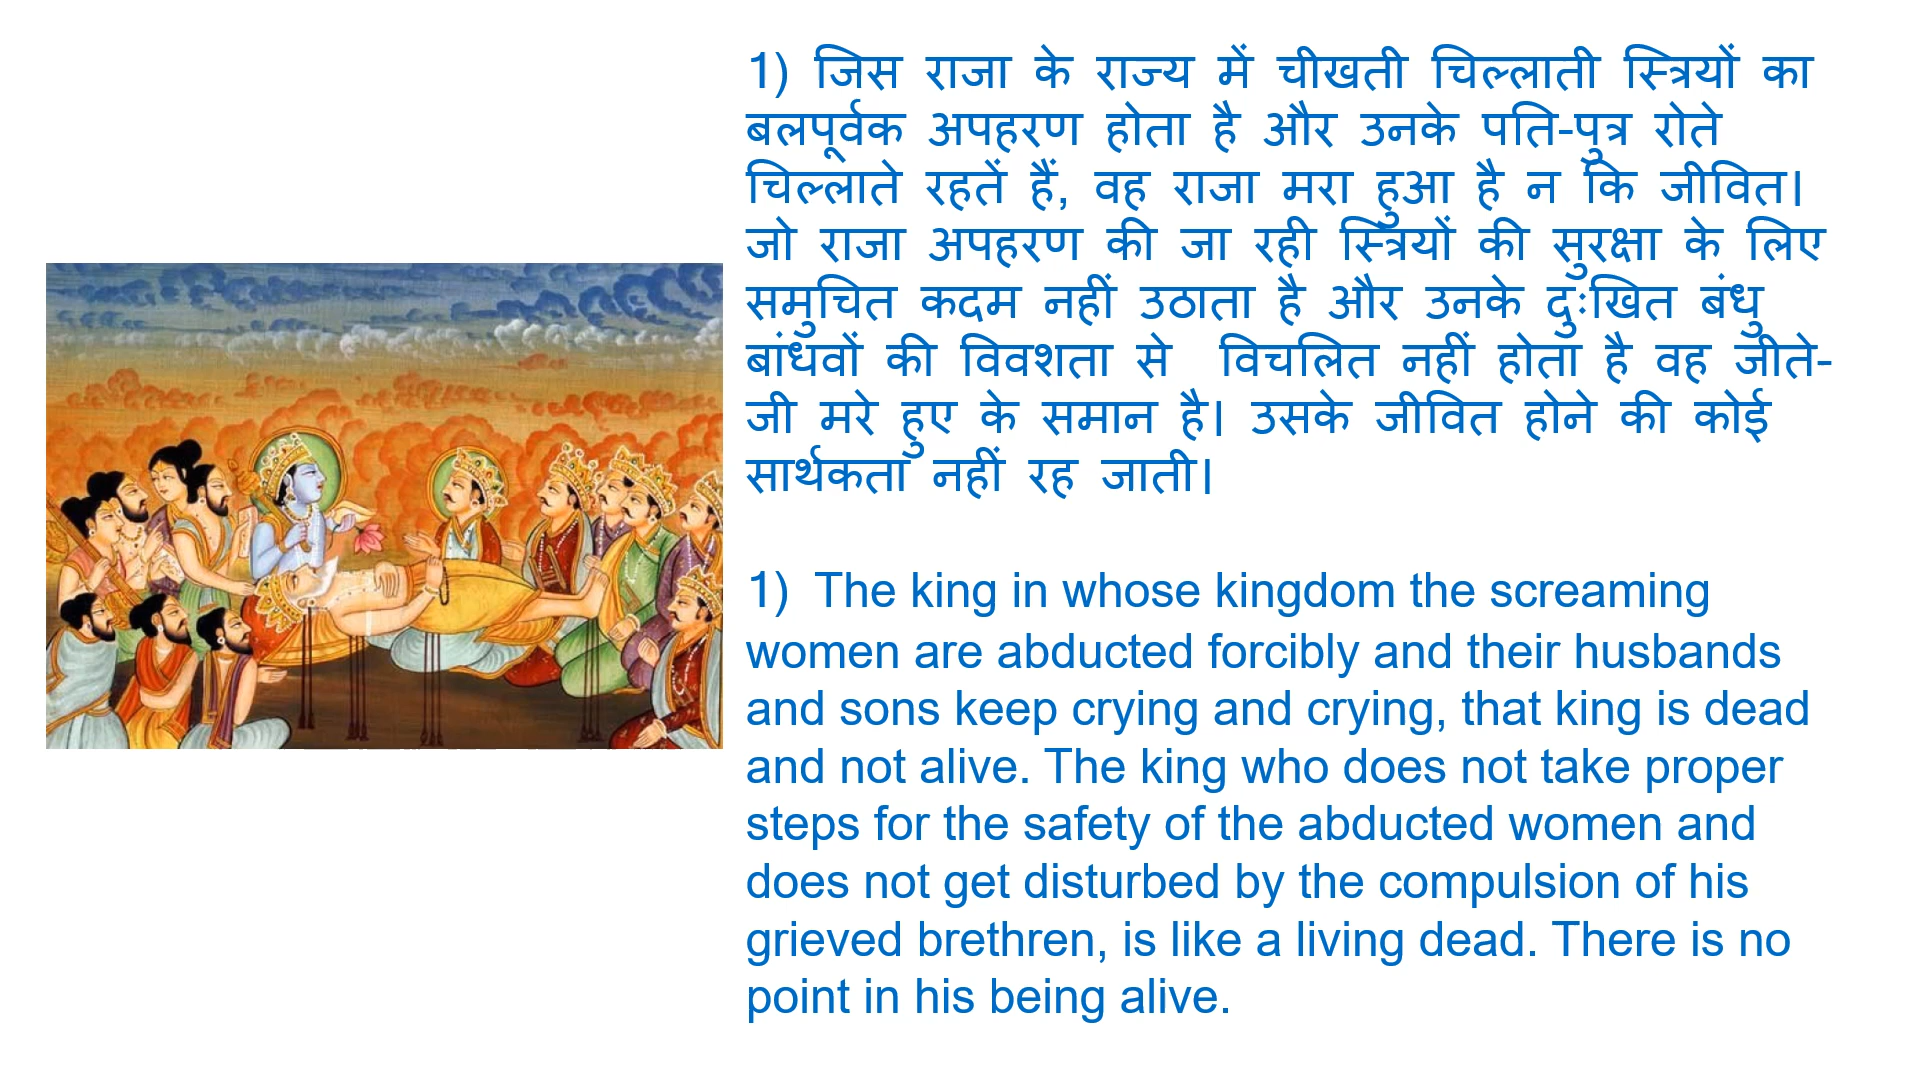 1) जिस राजा के राज्य में चीखती चिल्लाती स्त्रियों का
बलपूर्वक अपहरण होता है और उनके पति-पुत्र रोते
चिल्लाते रहतें हैं, वह राजा मरा हुआ है न कि जीवित।
जो राजा अपहरण की जा रही स्त्रियों की सुरक्षा के लिए
समुचित कदम नहीं उठाता है और उनके दुःखित बंधु
बांधवों की विवशता से विचलित नहीं होता है वह जीते-
जी मरे हुए के समान है। उसके जीवित होने की कोई
सार्थकता नहीं रह जाती।
1) The king in whose kingdom the screaming
women are abducted forcibly and their husbands
and sons keep crying and crying, that king is dead
and not alive. The king who does not take proper
steps for the safety of the abducted women and
does not get disturbed by the compulsion of his
grieved brethren, is like a living dead. There is no
point in his being alive.